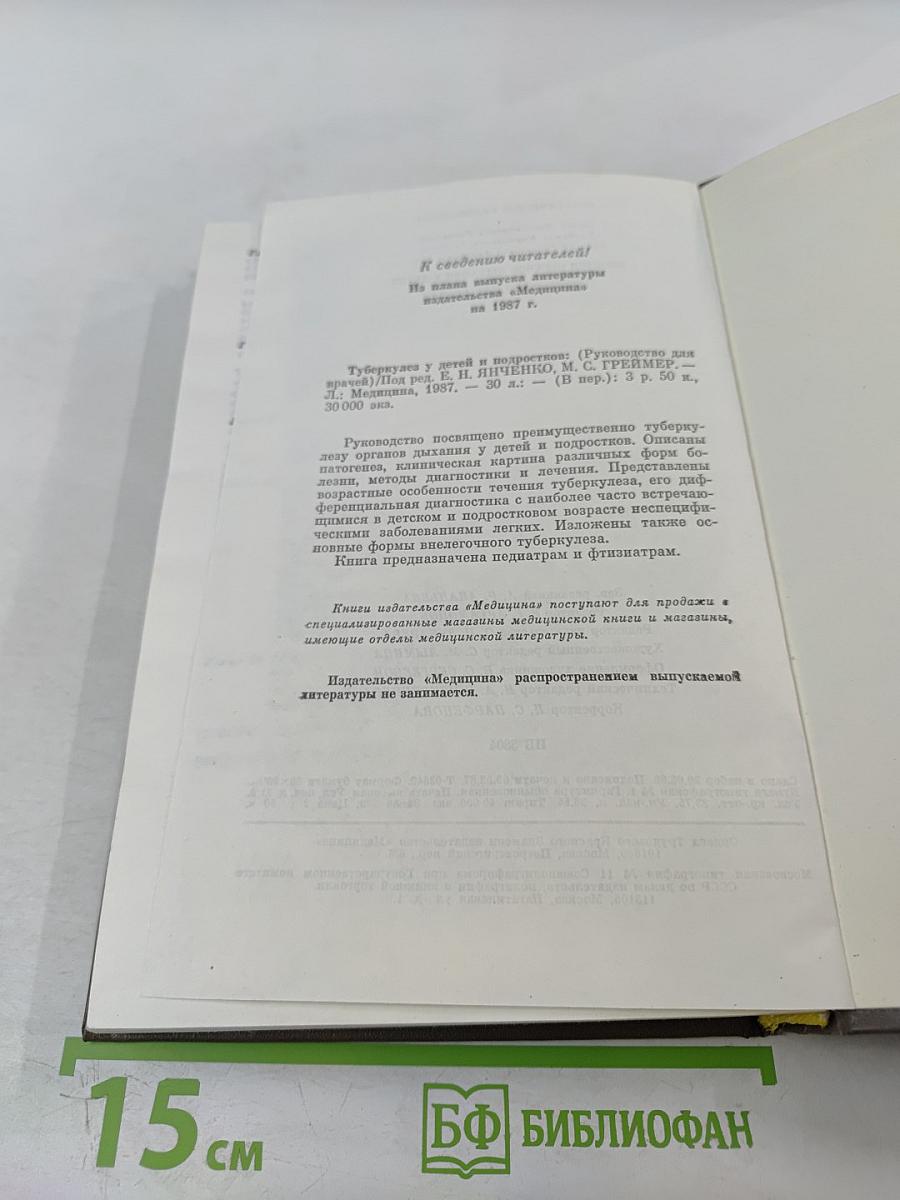 К сведению читателей!
Из плана выпуска литературы
издательства «Медицина»
на 1987 г.
Туберкулез у детей и подростков: (Руководство для
врачей)/Под ред. Е. Н. ЯНЧЕНКО, М. С. ГРЕЙМЕР. —
Л.: Медицина, 1987. — 30 л.: — (В пер.): 3 р. 50 к.,
30 000 экз.
Руководство посвящено преимущественно туберку-
лезу органов дыхания у детей и подростков. Описаны
патогенез, клиническая картина различных форм бо-
лезни, методы диагностики и лечения. Представлены
возрастные особенности течения туберкулеза, его диф-
ференциальная диагностика с наиболее часто встречаю-
щимися в детском и подростковом возрасте неспецифи-
ческими заболеваниями легких. Изложены также ос-
новные формы внелегочного туберкулеза.
Книга предназначена педиатрам и фтизиатрам.
Книги издательства «Медицина» поступают для продажи в
специализированные магазины медицинской книги и магазины,
имеющие отделы медицинской литературы.
Издательство «Медицина» распространением выпускаемой
литературы не занимается.
15 см
БФ БИБЛИОФАН